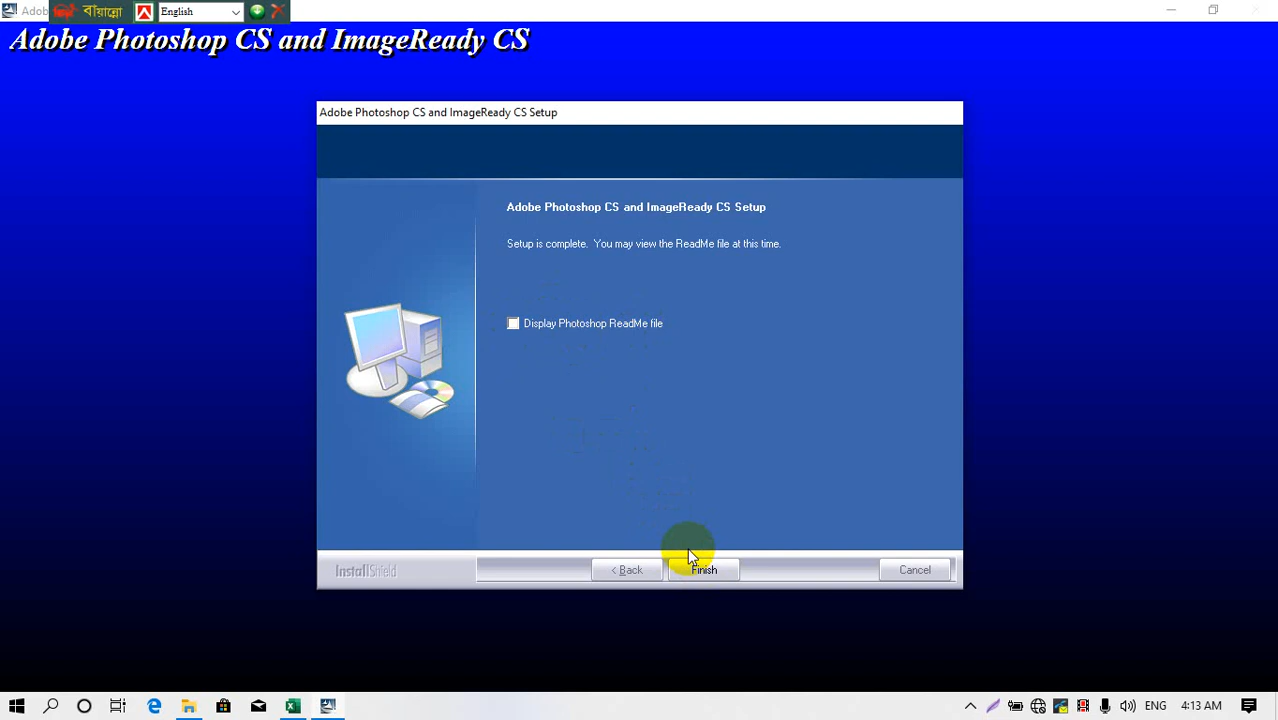 Adob
বায়ান্নো
English
Adobe Photoshop CS and ImageReady CS
Adobe Photoshop CS and ImageReady CS Setup
Adobe Photoshop CS and ImageReady CS Setup
Setup is complete. You may view the ReadMe file at this time.
Display Photoshop ReadMe file
InstallShield
< Back
Finish
Cancel
ENG
4:13 AM